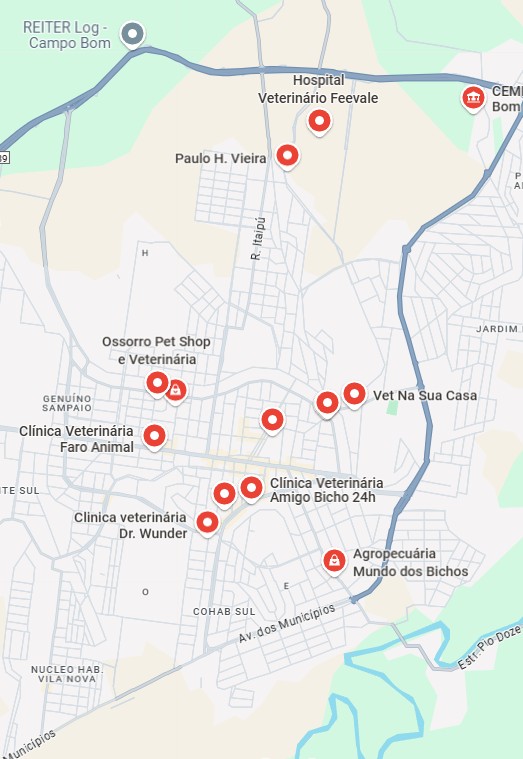 REITER Log -
Campo Bom
Hospital
Veterinário Feevale
CEM
Bom
39
Paulo H. Vieira
R. Itaipú
H
JARDIM
Ossorro Pet Shop
e Veterinária
GENUÍNO
SAMPAIO
Vet Na Sua Casa
Clínica Veterinária
Faro Animal
TE SUL
Clínica Veterinária
Amigo Bicho 24h
Clinica veterinária
Dr. Wunder
Agropecuária
Mundo dos Bichos
E
O
COHAB SUL
Av. dos Municípios
Estr. Pio Doze
NUCLEO HAB.
VILA NOVA
Municípios